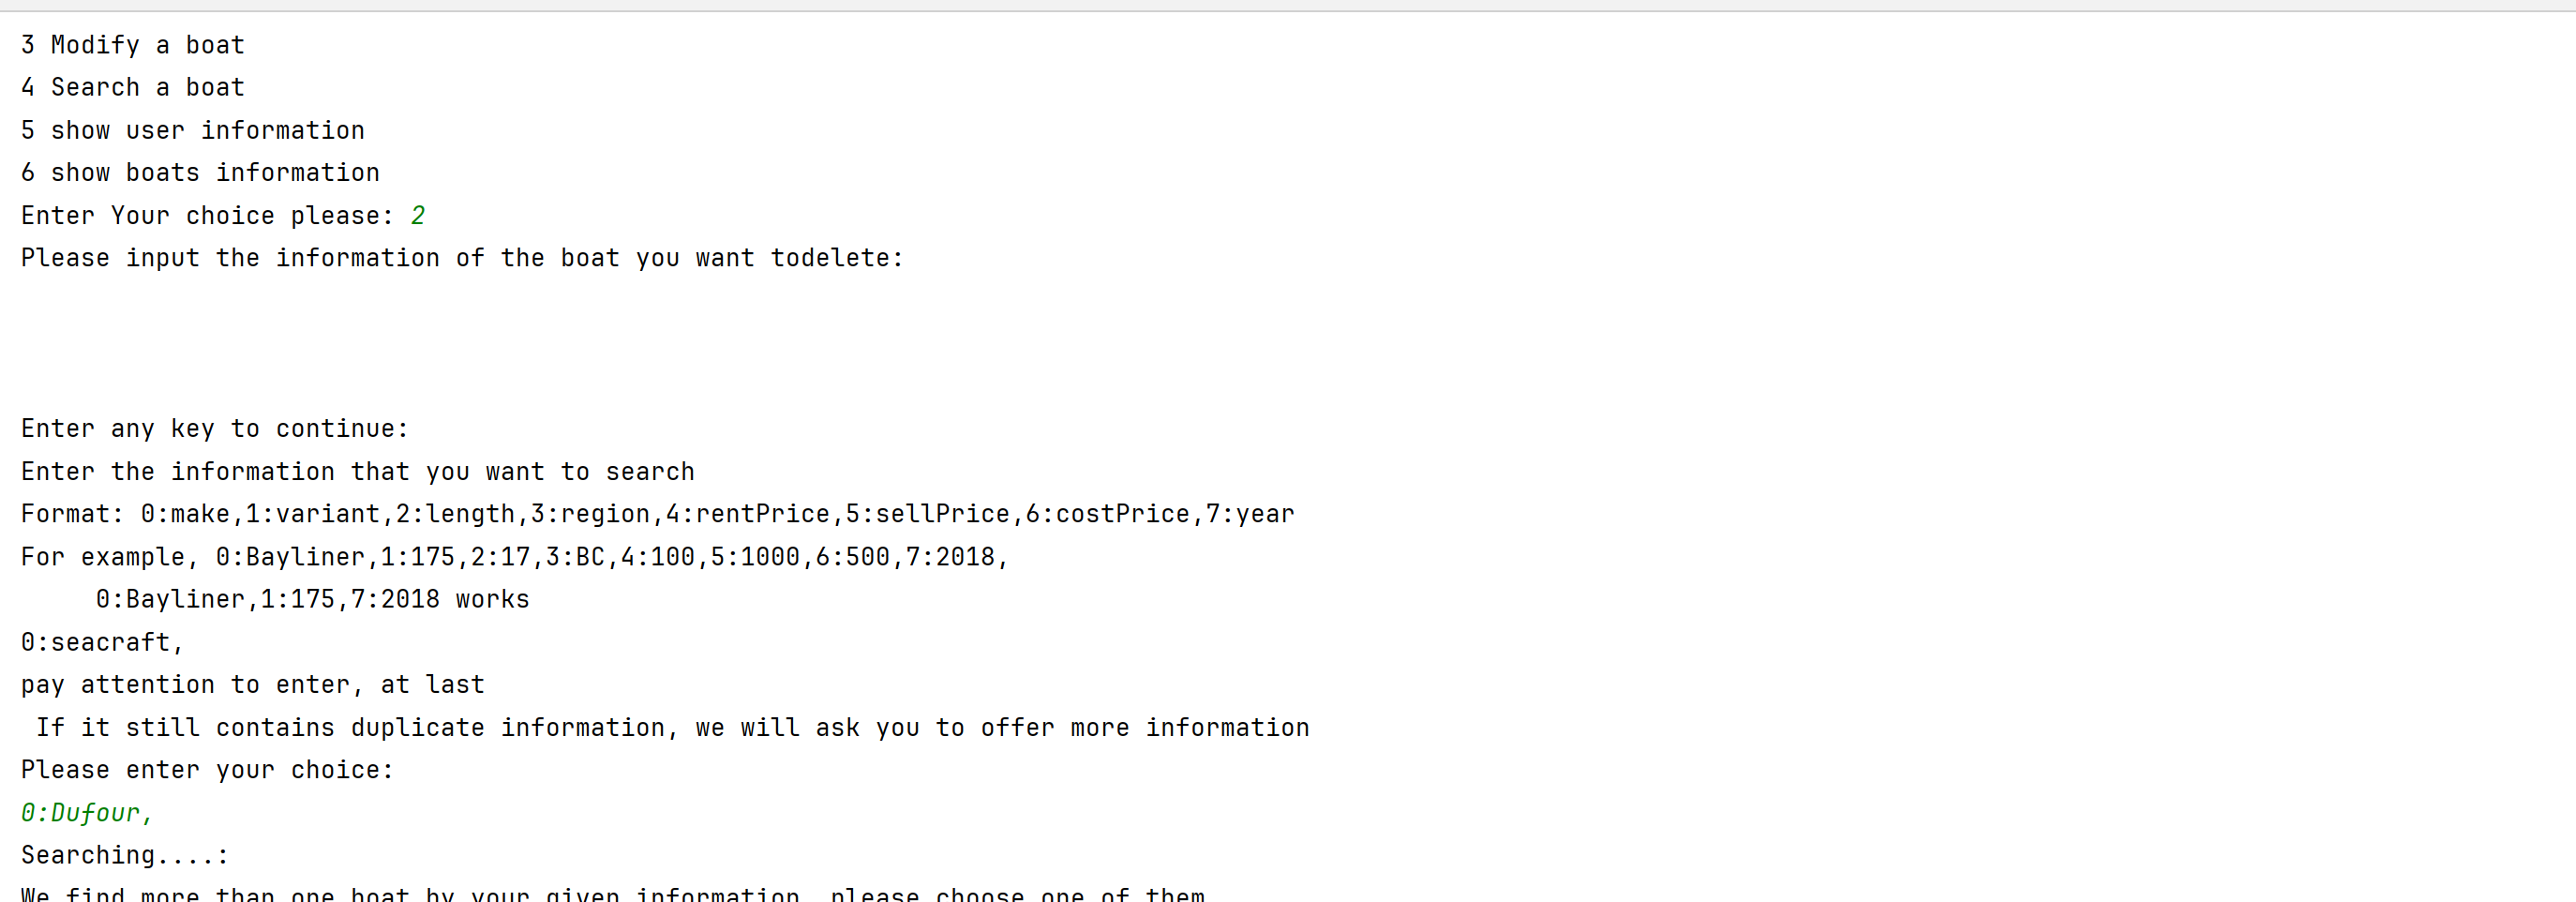 3 Modify a boat
4 Search a boat
5 show user information
6 show boats information
Enter Your choice please: 2
Please input the information of the boat you want todelete:
Enter any key to continue:
Enter the information that you want to search
Format: 0:make,1:variant,2:length,3:region,4:rentPrice,5:sellPrice,6:costPrice,7:year
For example, 0:Bayliner,1:175,2:17,3:BC,4:100,5:1000,6:500,7:2018,
     0:Bayliner,1:175,7:2018 works
0:seacraft,
pay attention to enter, at last
 If it still contains duplicate information, we will ask you to offer more information
Please enter your choice:
0:Dufour,
Searching....:
We find more than one boat by your given information, please choose one of them